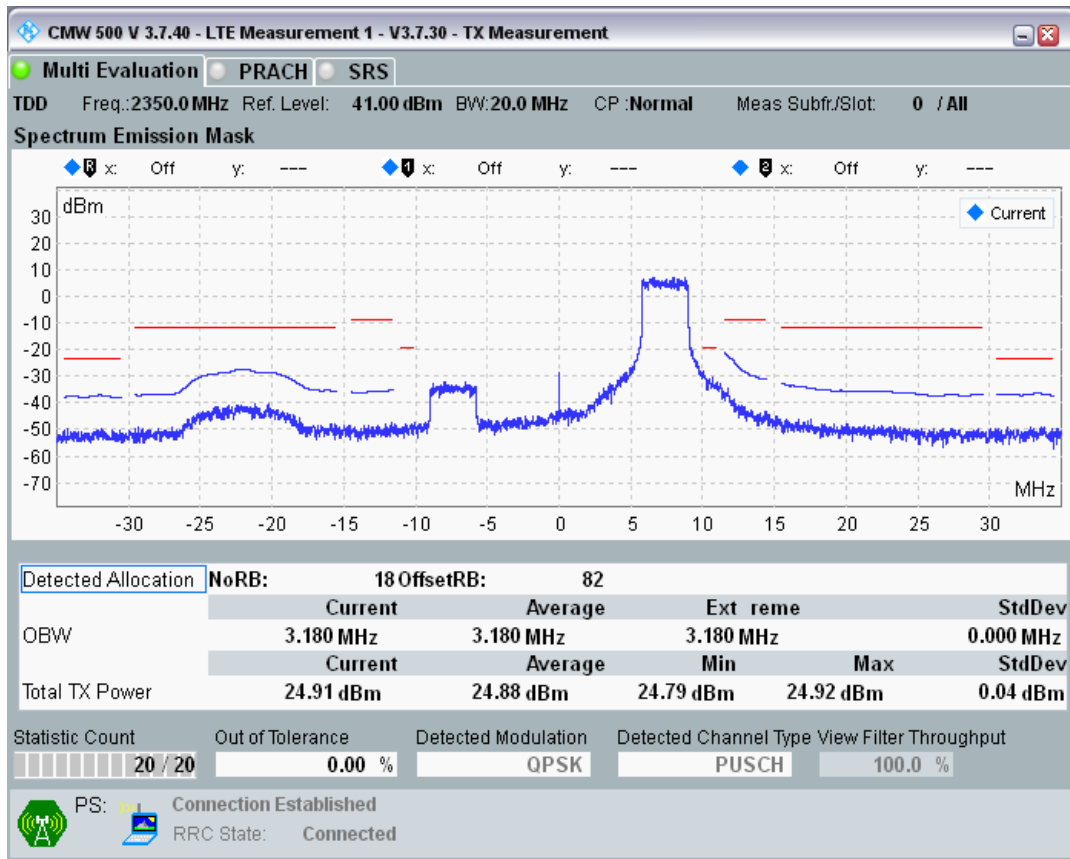 CMW 500 V 3.7.40 - LTE Measurement 1 - V3.7.30 - TX Measurement
Multi Evaluation PRACH SRS
TDD Freq.:2350.0 MHz Ref. Level: 41.00 dBm BW:20.0 MHz CP :Normal Meas Subfr./Slot: 0 / All
Spectrum Emission Mask
R x: Off y: --- 1 x: Off y: --- 2 x: Off y: ---
dBm
Current
30
20
10
0
-10
-20
-30
-40
-50
-60
-70
MHz
-30 -25 -20 -15 -10 -5 0 5 10 15 20 25 30
Detected Allocation NoRB: 18 OffsetRB: 82
Current Average Ext reme StdDev
OBW 3.180 MHz 3.180 MHz 3.180 MHz 0.000 MHz
Current Average Min Max StdDev
Total TX Power 24.91 dBm 24.88 dBm 24.79 dBm 24.92 dBm 0.04 dBm
Statistic Count Out of Tolerance Detected Modulation Detected Channel Type View Filter Throughput
20 / 20 0.00 % QPSK PUSCH 100.0 %
PS: Connection Established
RRC State: Connected